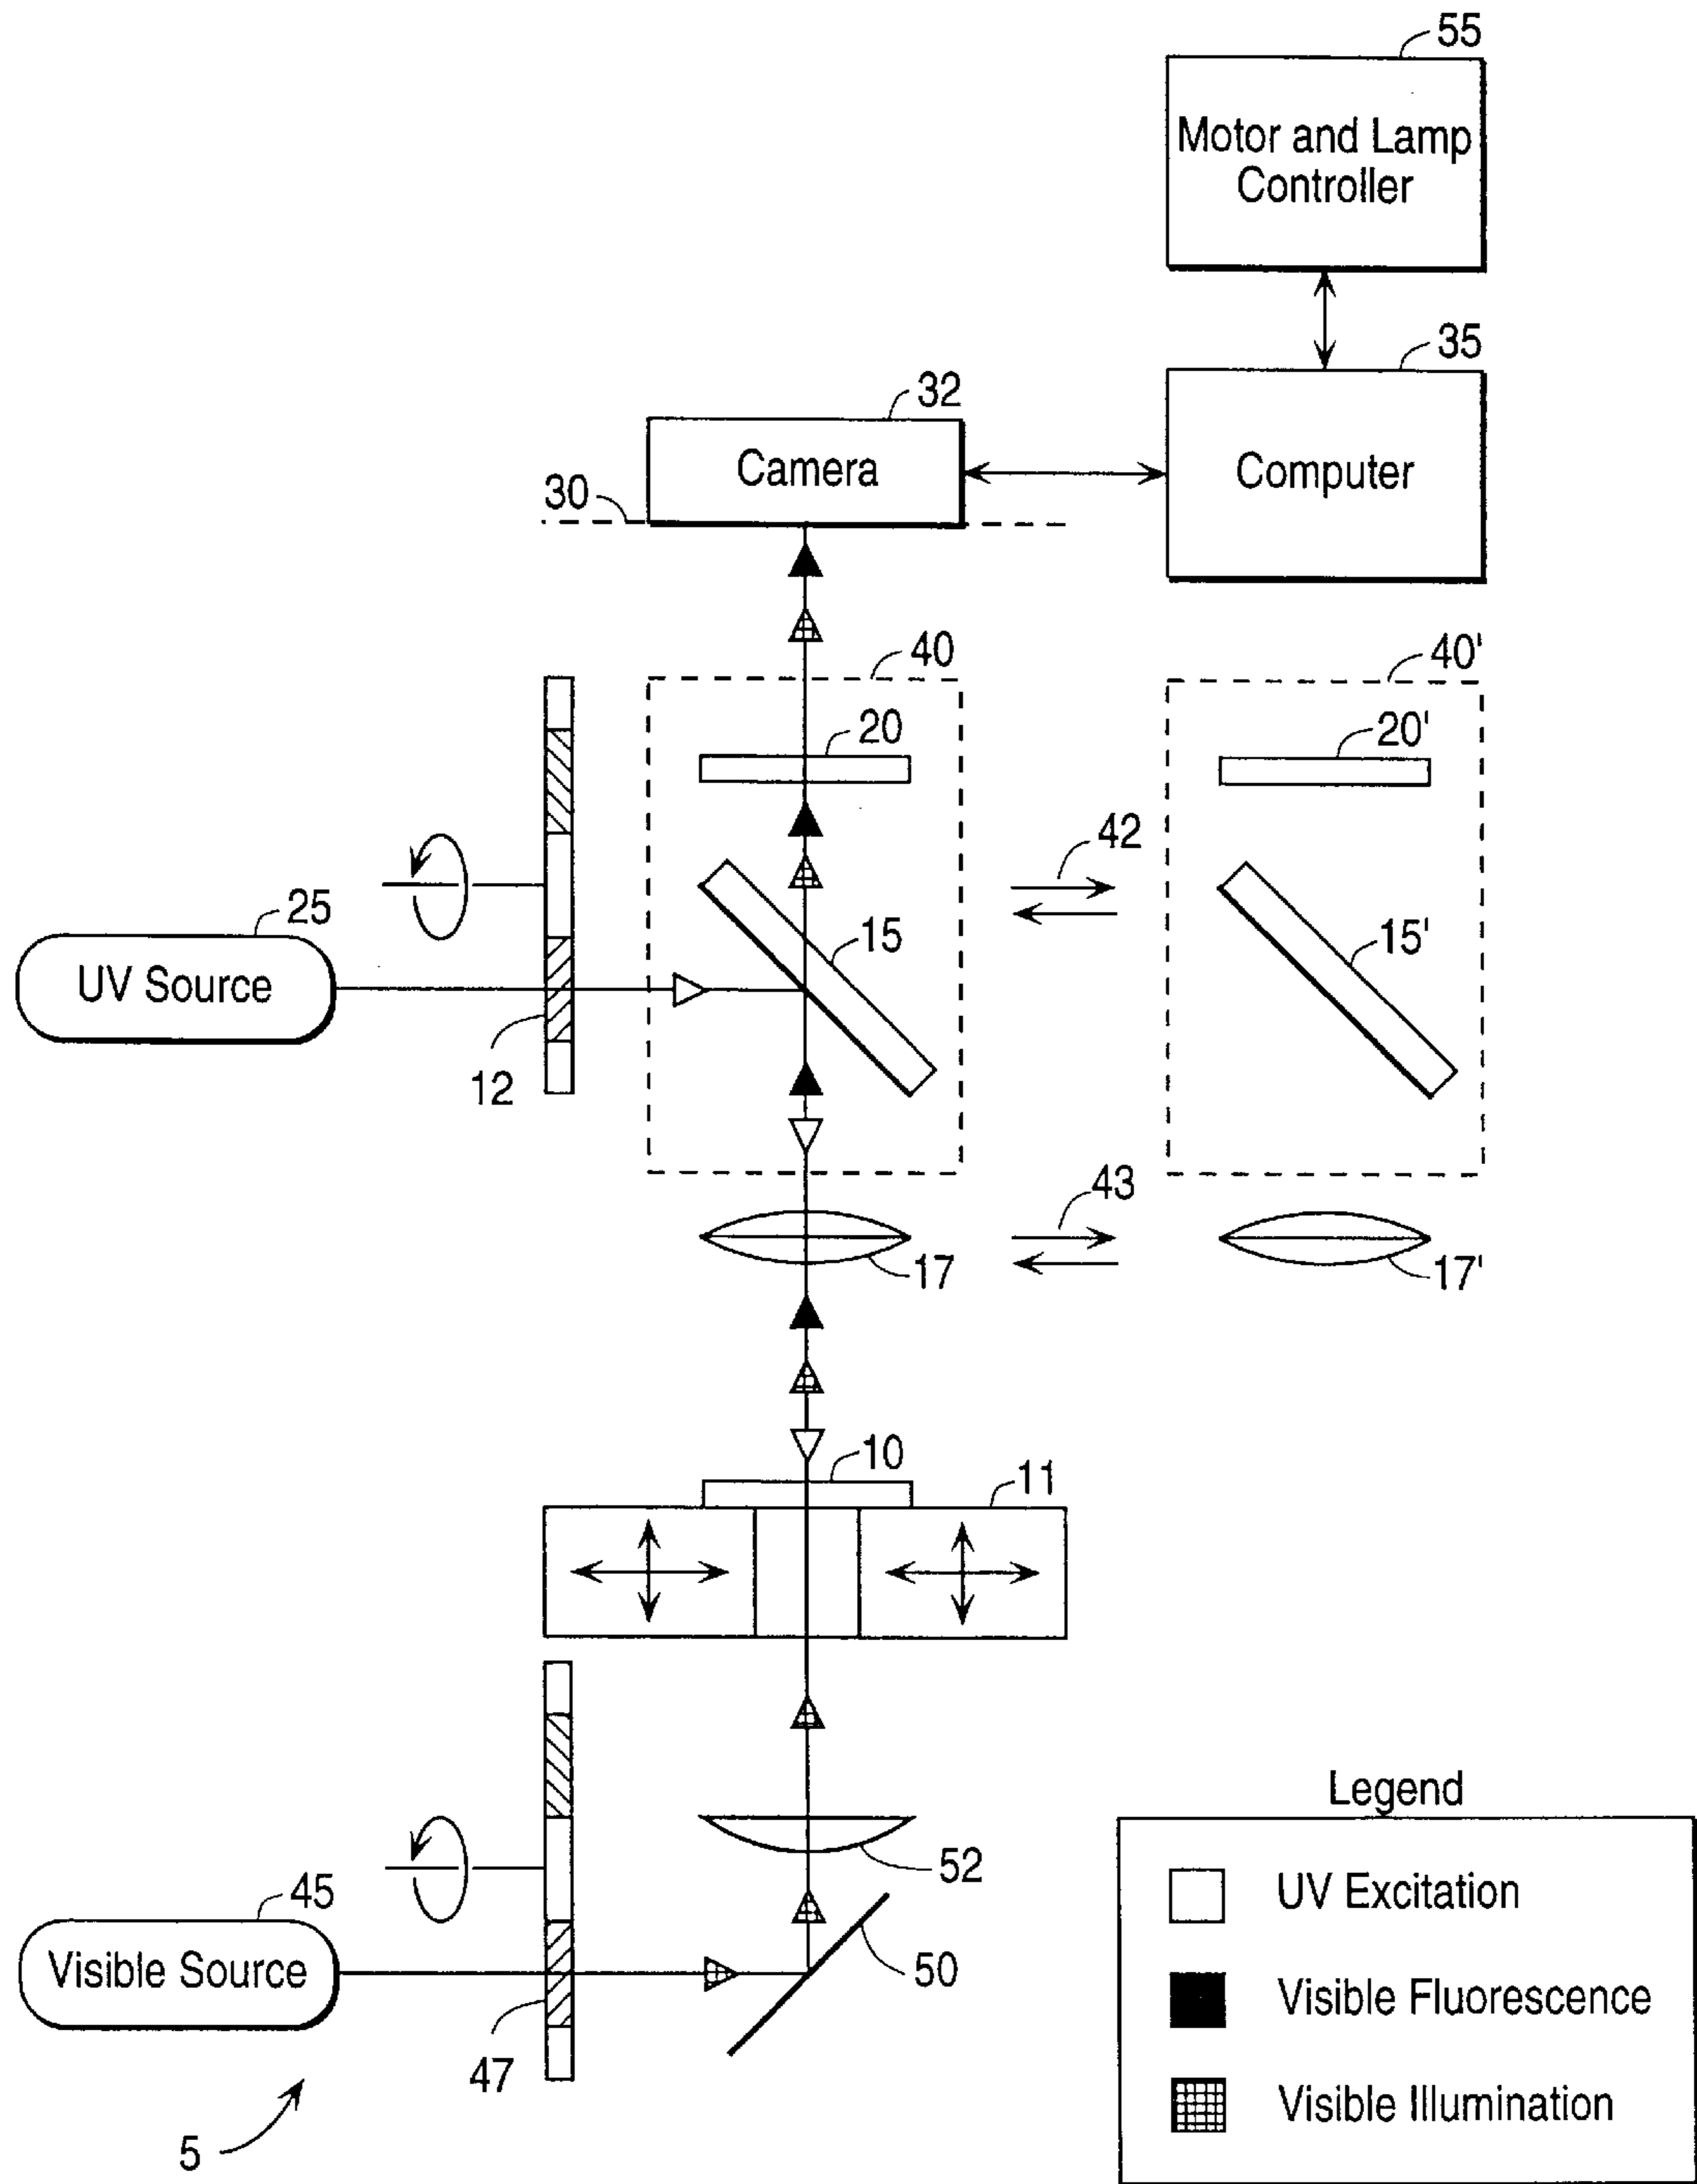 55
Motor and Lamp
Controller
35
32
Camera
Computer
30
40
40'
20
20'
42
25
15
15'
UV Source
12
43
17
17'
10
11
Legend
52
UV Excitation
45
50
Visible Source
Visible Fluorescence
47
Visible Illumination
5